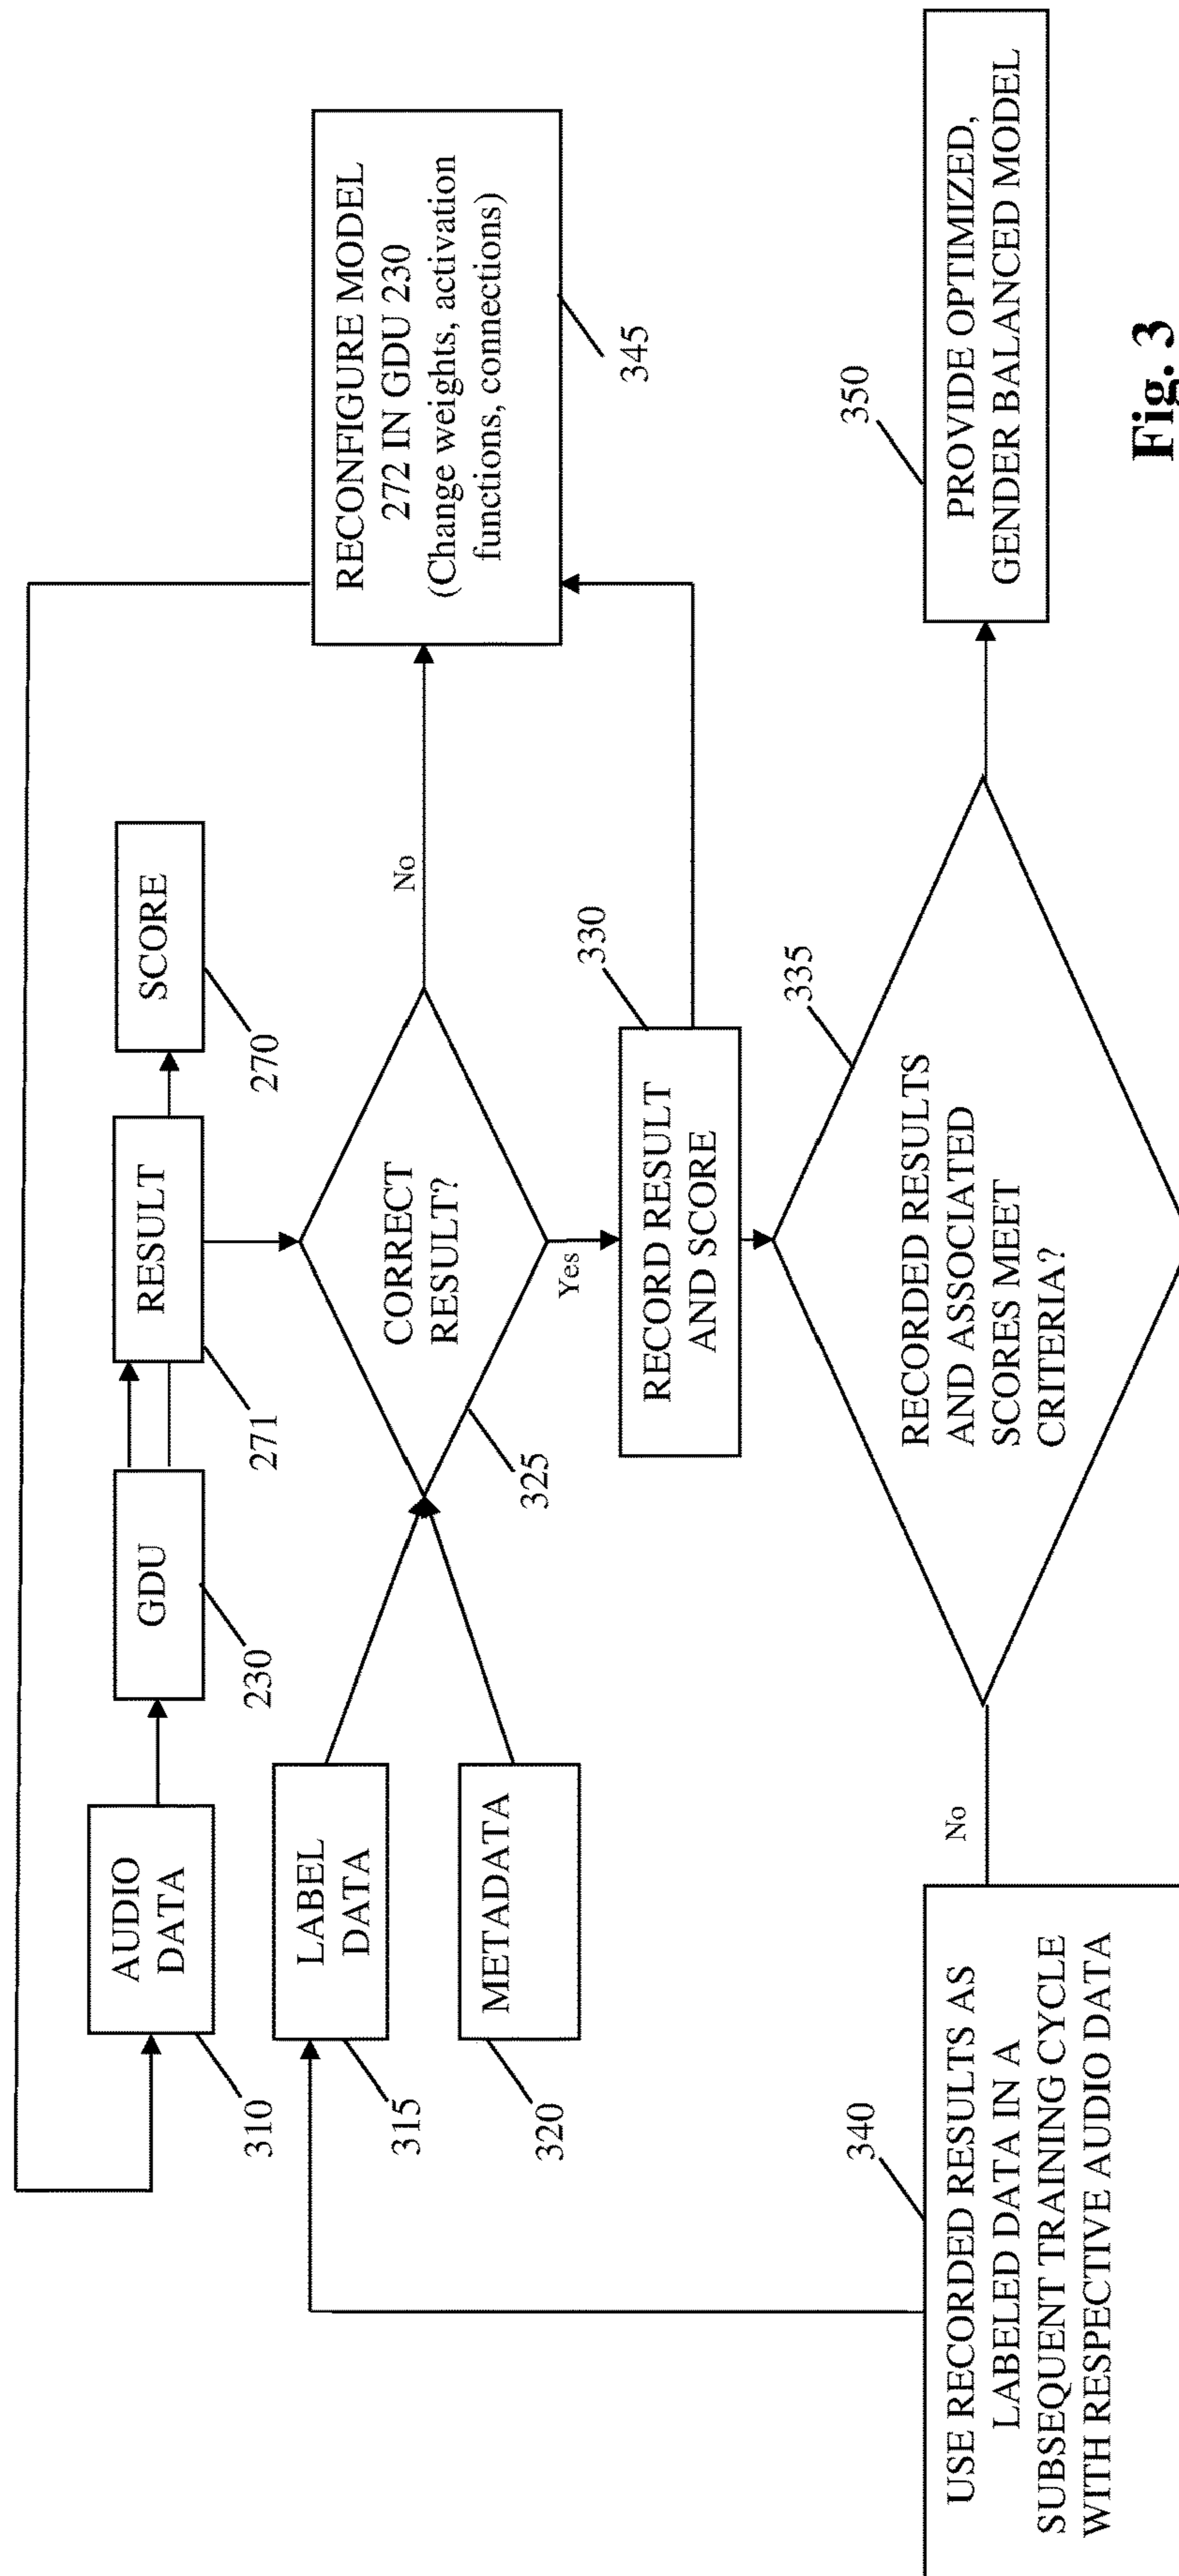 AUDIO
DATA
310
GDU
230
RESULT
271
SCORE
270
LABEL
DATA
315
METADATA
320
CORRECT
RESULT?
325
No
Yes
RECONFIGURE MODEL
272 IN GDU 230
(Change weights, activation
functions, connections)
345
RECORD RESULT
AND SCORE
330
RECORDED RESULTS
AND ASSOCIATED
SCORES MEET
CRITERIA?
335
No
USE RECORDED RESULTS AS
LABELED DATA IN A
SUBSEQUENT TRAINING CYCLE
WITH RESPECTIVE AUDIO DATA
340
PROVIDE OPTIMIZED,
GENDER BALANCED MODEL
350
Fig. 3